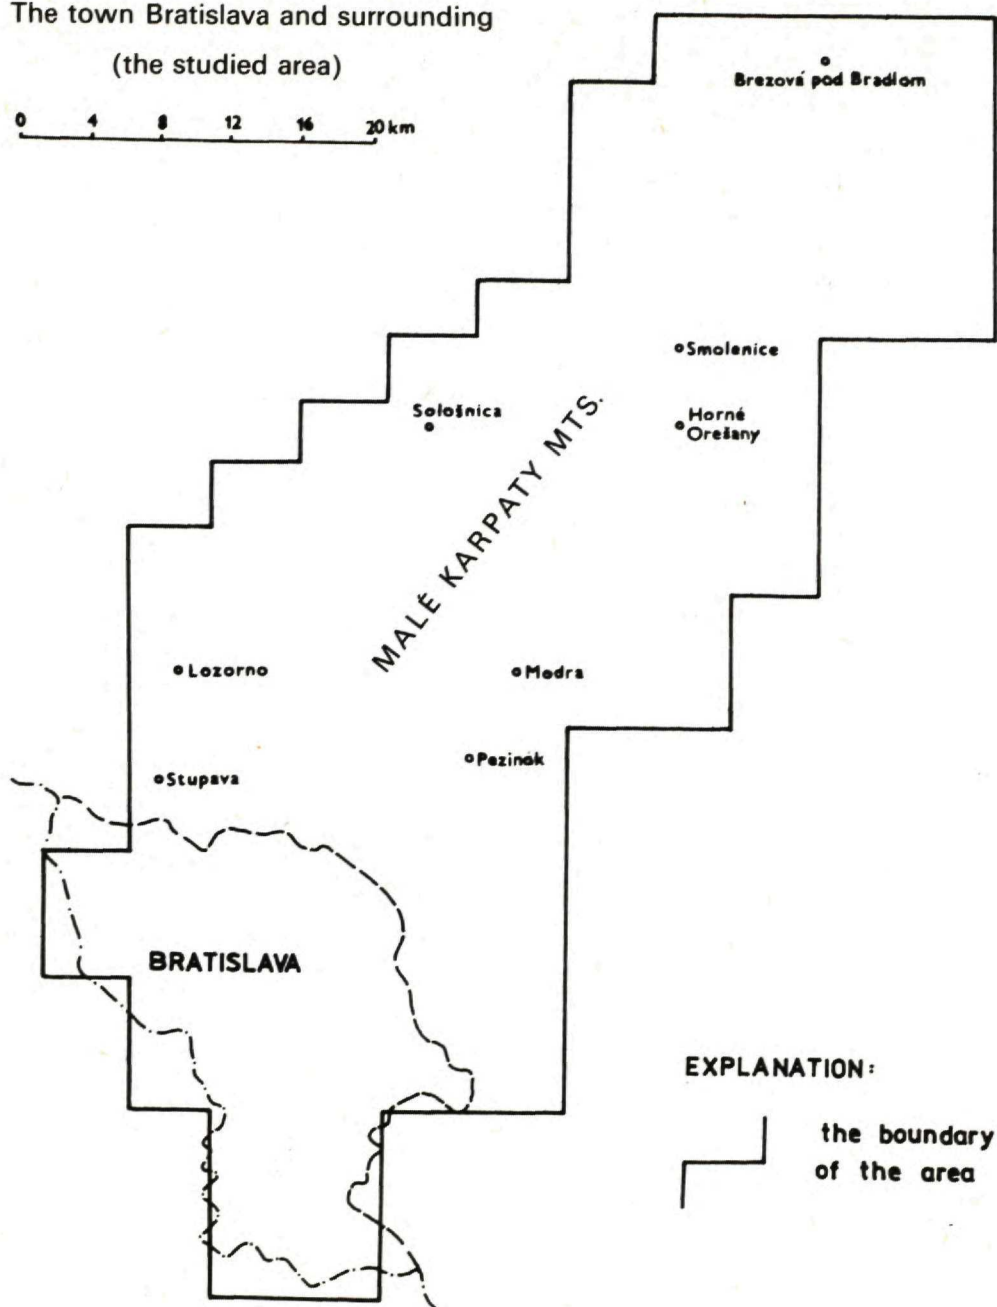 The town Bratislava and surrounding
(the studied area)
0 4 8 12 16 20 km
Brezová pod Bradlom
Smolenice
Sološnica
Horné
Orešany
MALÉ KARPATY MTS.
Lozorno
Modra
Pezinok
Stupava
BRATISLAVA
EXPLANATION:
the boundary
of the area